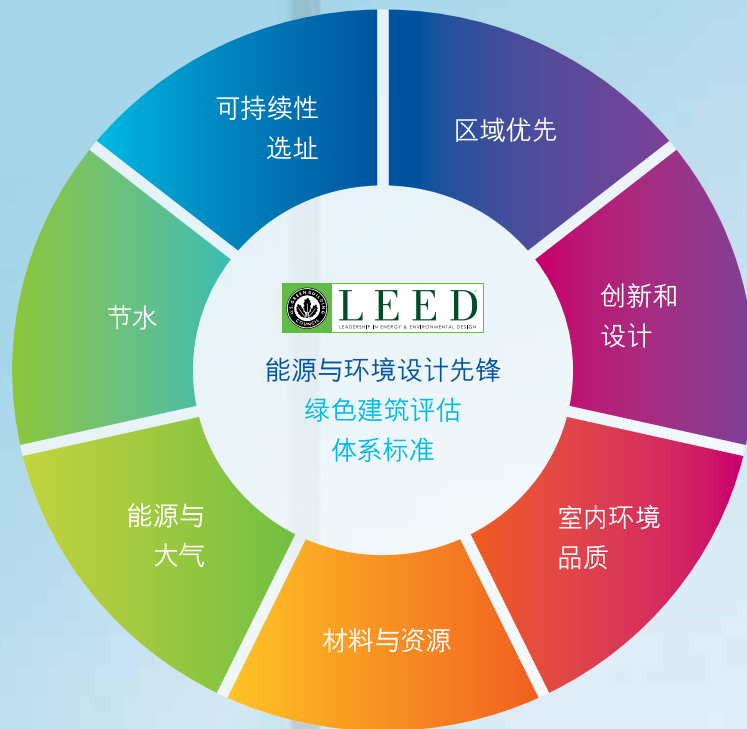 可持续性
选址
区域优先
节水
创新和
设计
U.S. GREEN BUILDING COUNCIL
LEED
LEADERSHIP IN ENERGY & ENVIRONMENTAL DESIGN
能源与环境设计先锋
绿色建筑评估
体系标准
能源与
大气
室内环境
品质
材料与资源